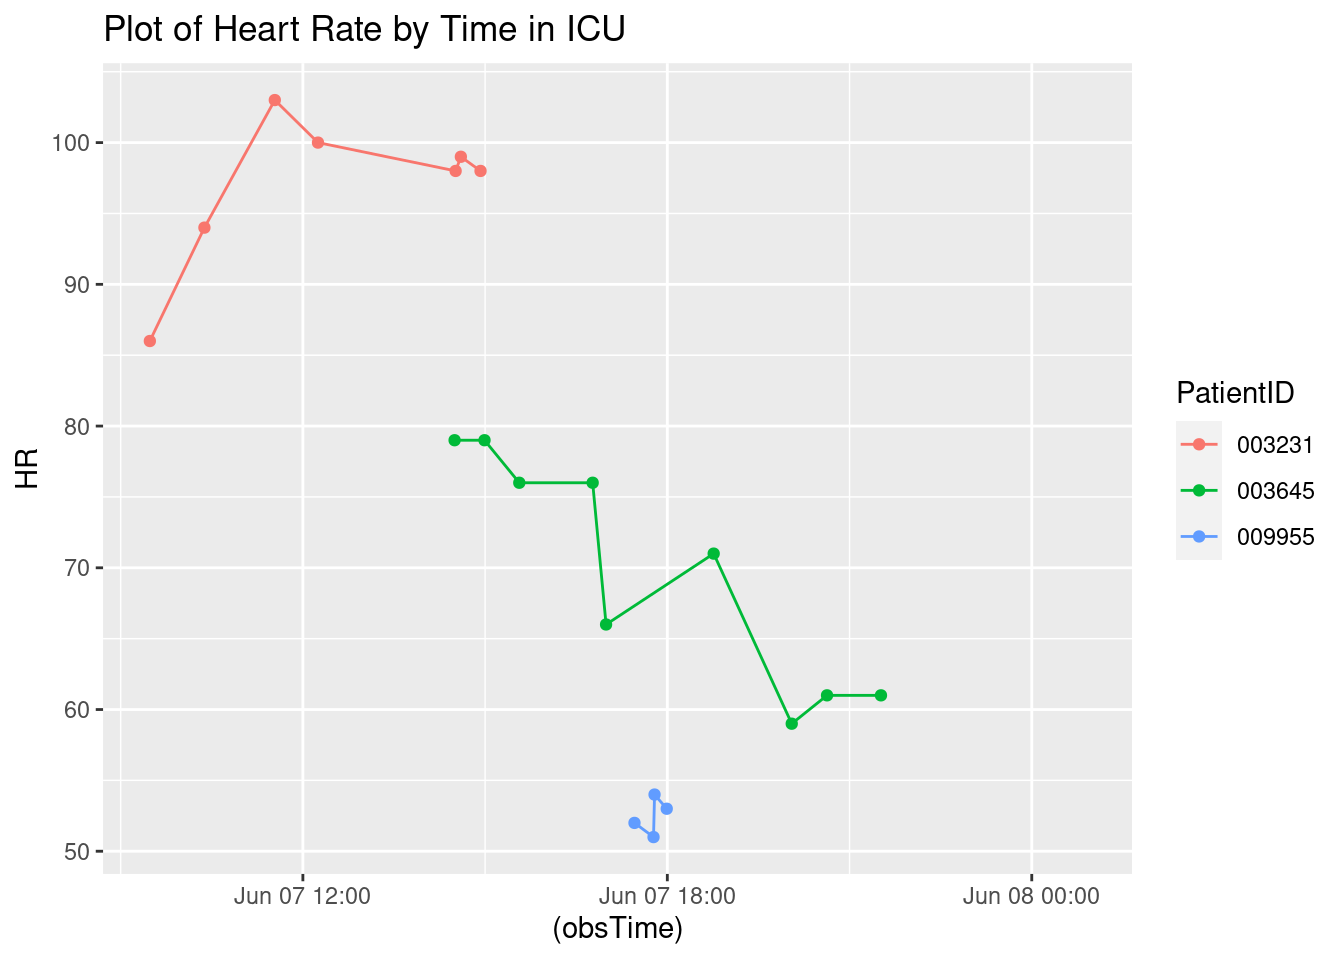 Plot of Heart Rate by Time in ICU
100
90
80
70
60
50
HR
Jun 07 12:00
Jun 07 18:00
Jun 08 00:00
(obsTime)
PatientID
003231
003645
009955